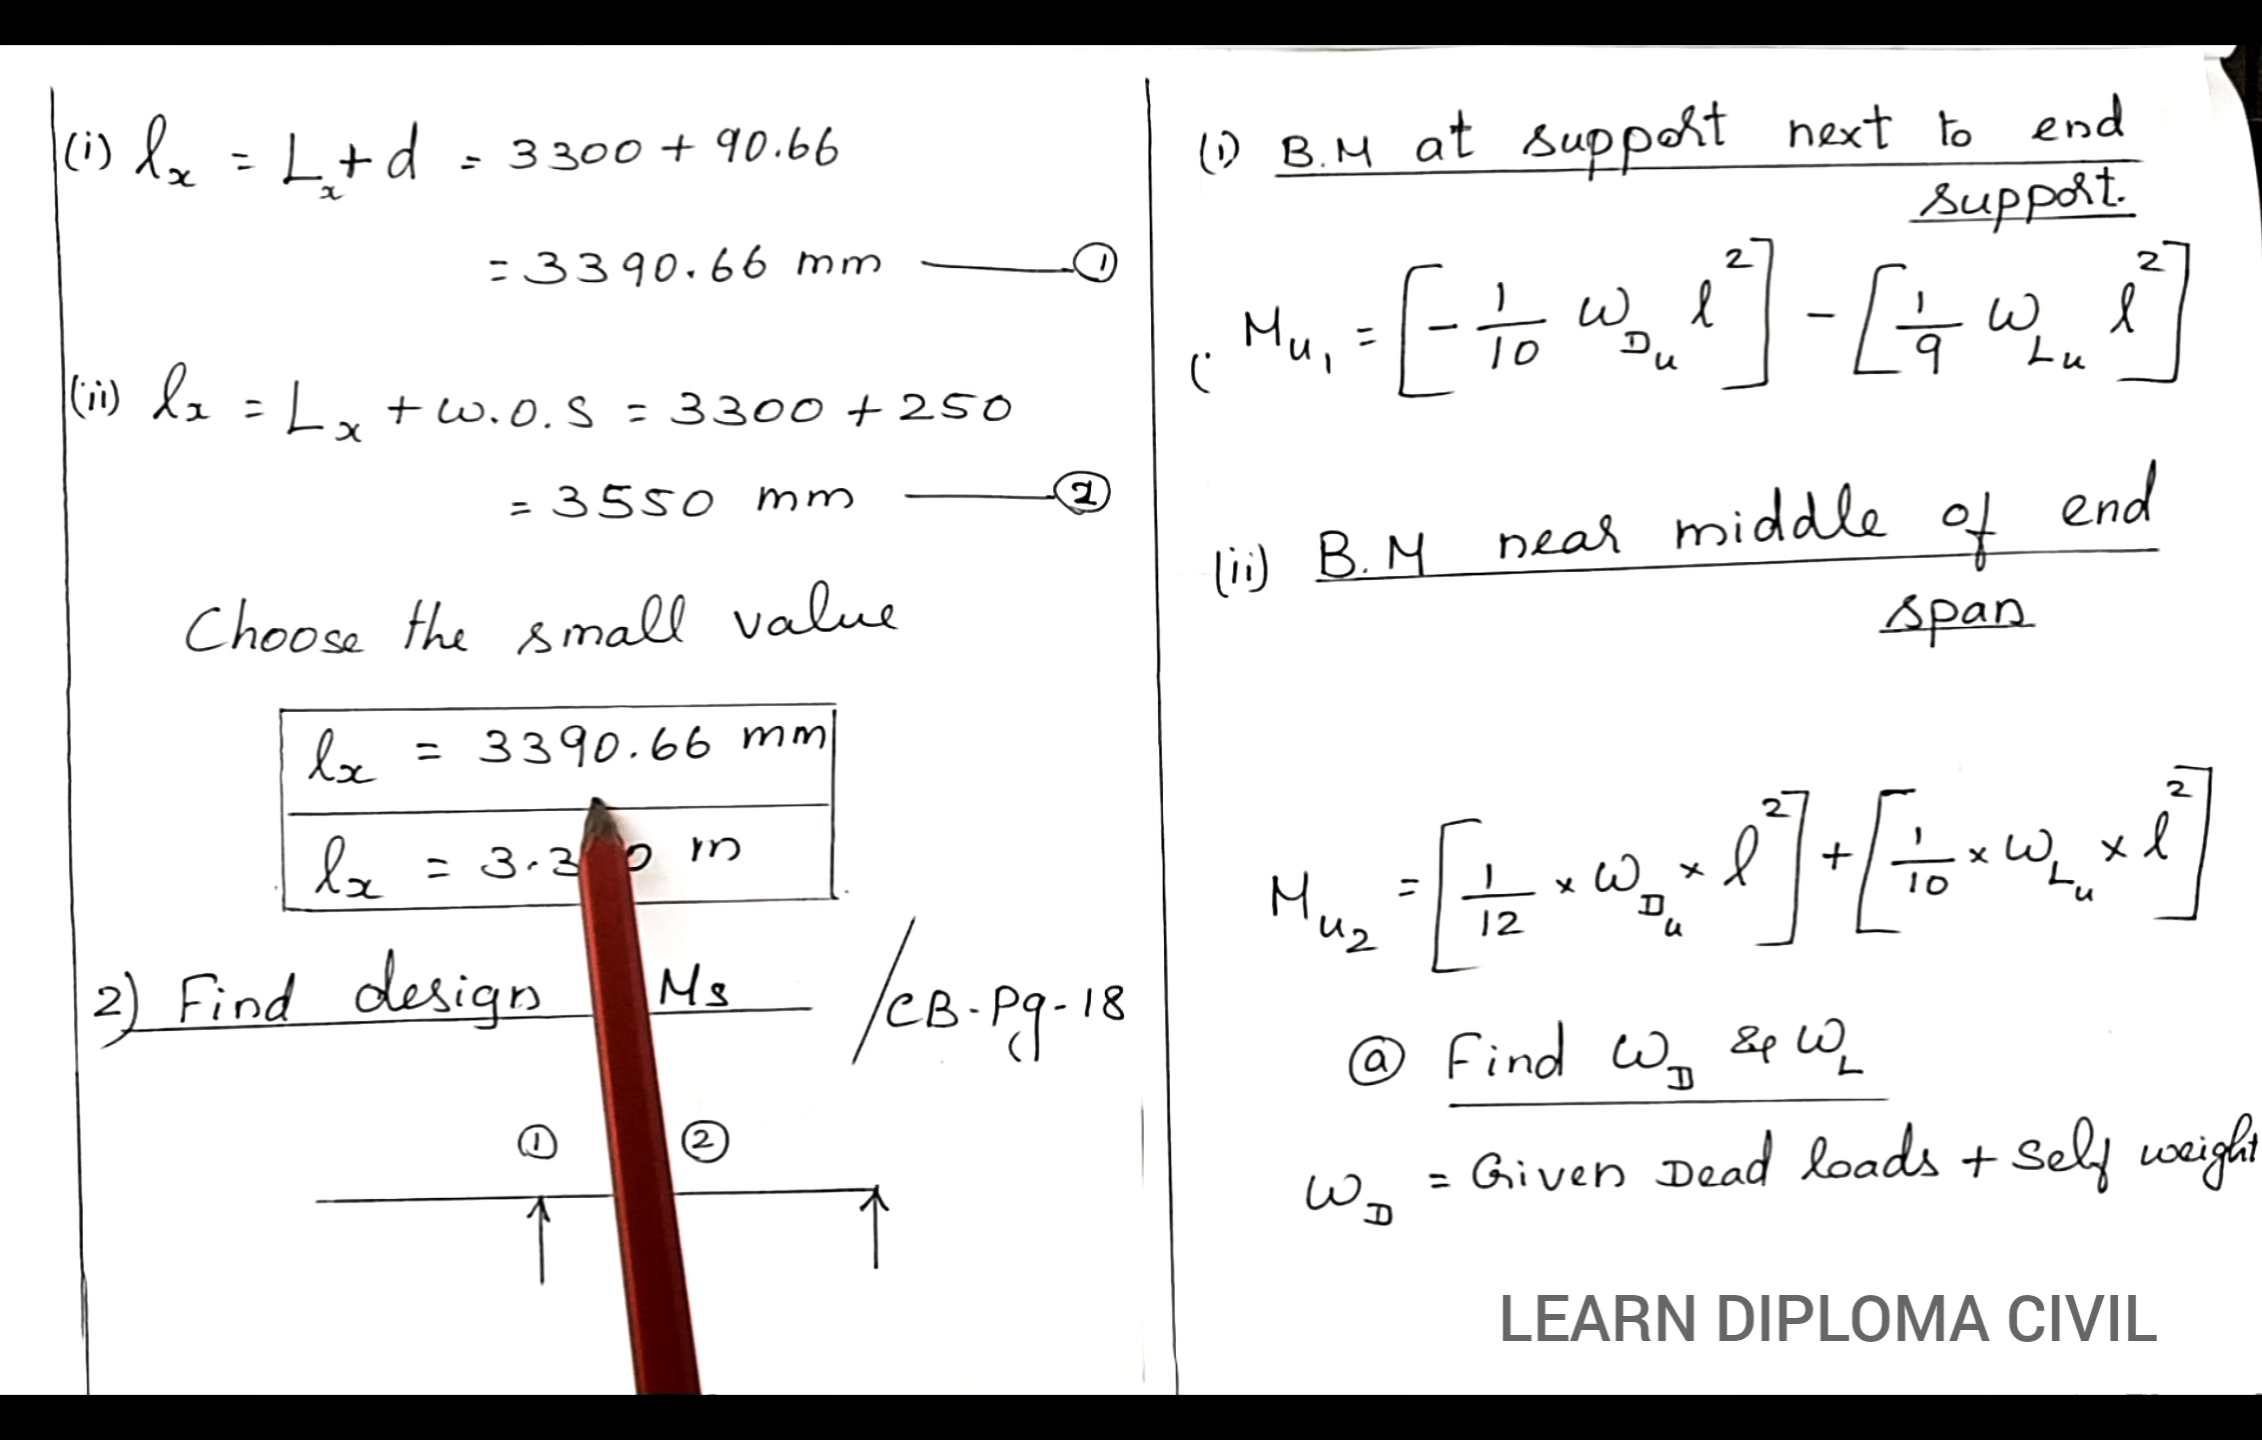 (i) lx = Lx + d = 3300 + 90.66
= 3390.66 mm ①
(ii) lx = Lx + W.O.S = 3300 + 250
= 3550 mm ②
Choose the small value
lx = 3390.66 mm
lx = 3.3 0 m
2) Find design Ms /CB-Pg-18
① ②
(i) B.M at support next to end
support.
Mu1 = [-1/10 WDu l²] - [1/9 WLu l²]
(ii) B.M near middle of end
span
Mu2 = [1/12 × WDu × l²] + [1/10 × WLu × l²]
ⓐ Find WD & WL
WD = Given Dead loads + Self weight
LEARN DIPLOMA CIVIL